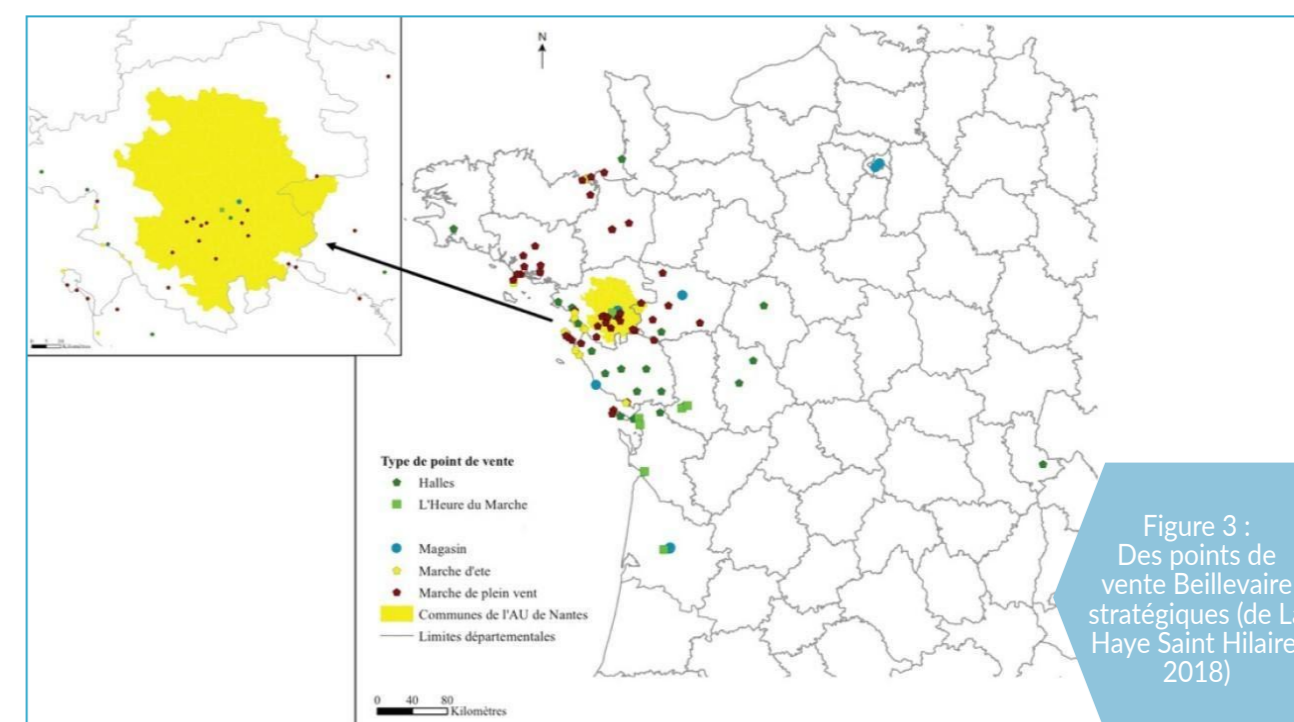 N
Type de point de vente
Halles
L'Heure du Marche
Magasin
Marche d'ete
Marche de plein vent
Communes de l'AU de Nantes
Limites départementales
0 40 80
Kilomètres
Figure 3 :
Des points de
vente Beillevaire
stratégiques (de La
Haye Saint Hilaire
2018)